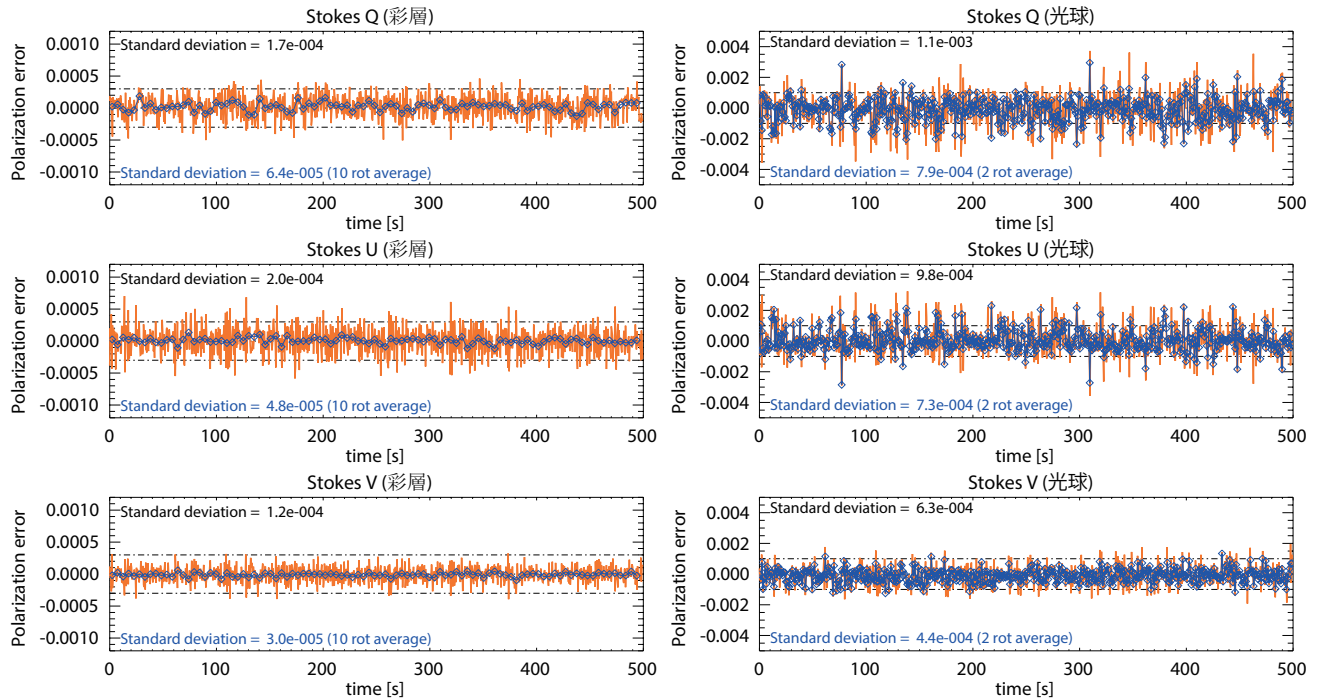 Stokes Q (彩層)
Polarization error
0.0010
0.0005
0.0000
-0.0005
-0.0010
Standard deviation = 1.7e-004
Standard deviation = 6.4e-005 (10 rot average)
0 100 200 300 400 500
time [s]
Stokes Q (光球)
Polarization error
0.004
0.002
0.000
-0.002
-0.004
Standard deviation = 1.1e-003
Standard deviation = 7.9e-004 (2 rot average)
0 100 200 300 400 500
time [s]
Stokes U (彩層)
Polarization error
0.0010
0.0005
0.0000
-0.0005
-0.0010
Standard deviation = 2.0e-004
Standard deviation = 4.8e-005 (10 rot average)
0 100 200 300 400 500
time [s]
Stokes U (光球)
Polarization error
0.004
0.002
0.000
-0.002
-0.004
Standard deviation = 9.8e-004
Standard deviation = 7.3e-004 (2 rot average)
0 100 200 300 400 500
time [s]
Stokes V (彩層)
Polarization error
0.0010
0.0005
0.0000
-0.0005
-0.0010
Standard deviation = 1.2e-004
Standard deviation = 3.0e-005 (10 rot average)
0 100 200 300 400 500
time [s]
Stokes V (光球)
Polarization error
0.004
0.002
0.000
-0.002
-0.004
Standard deviation = 6.3e-004
Standard deviation = 4.4e-004 (2 rot average)
0 100 200 300 400 500
time [s]